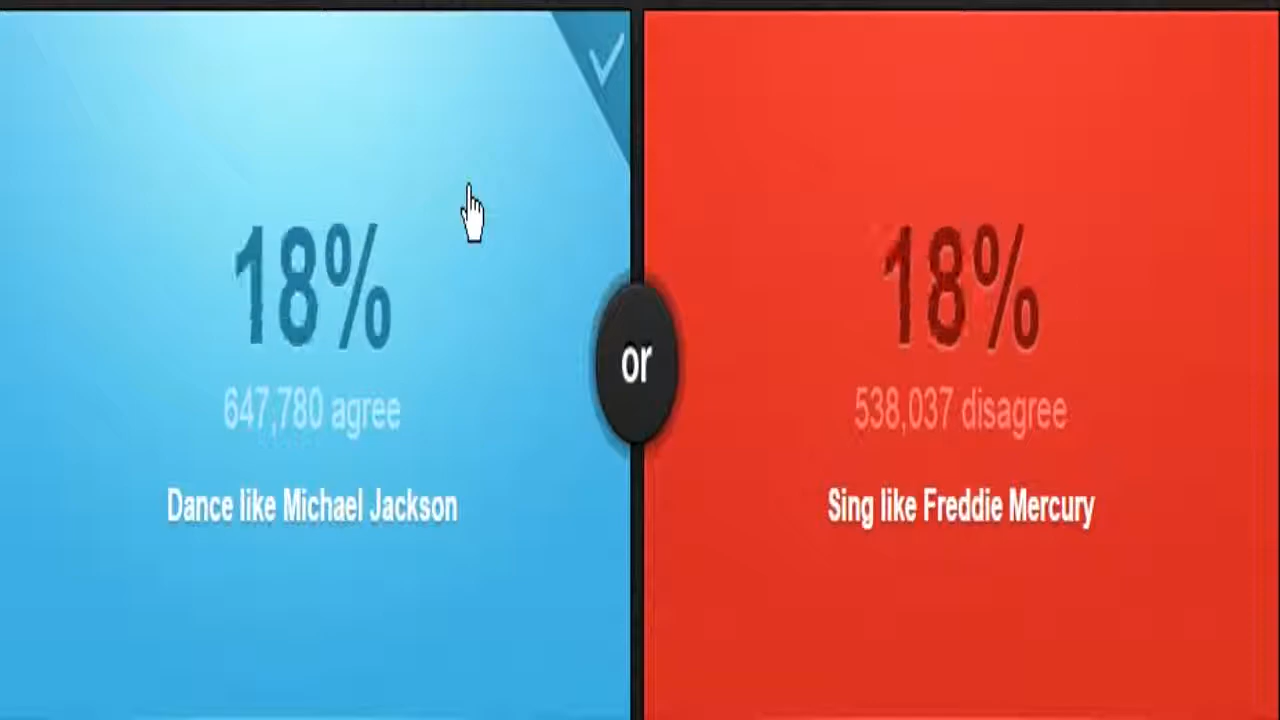 18%
647,780 agree
Dance like Michael Jackson
or
18%
538,037 disagree
Sing like Freddie Mercury